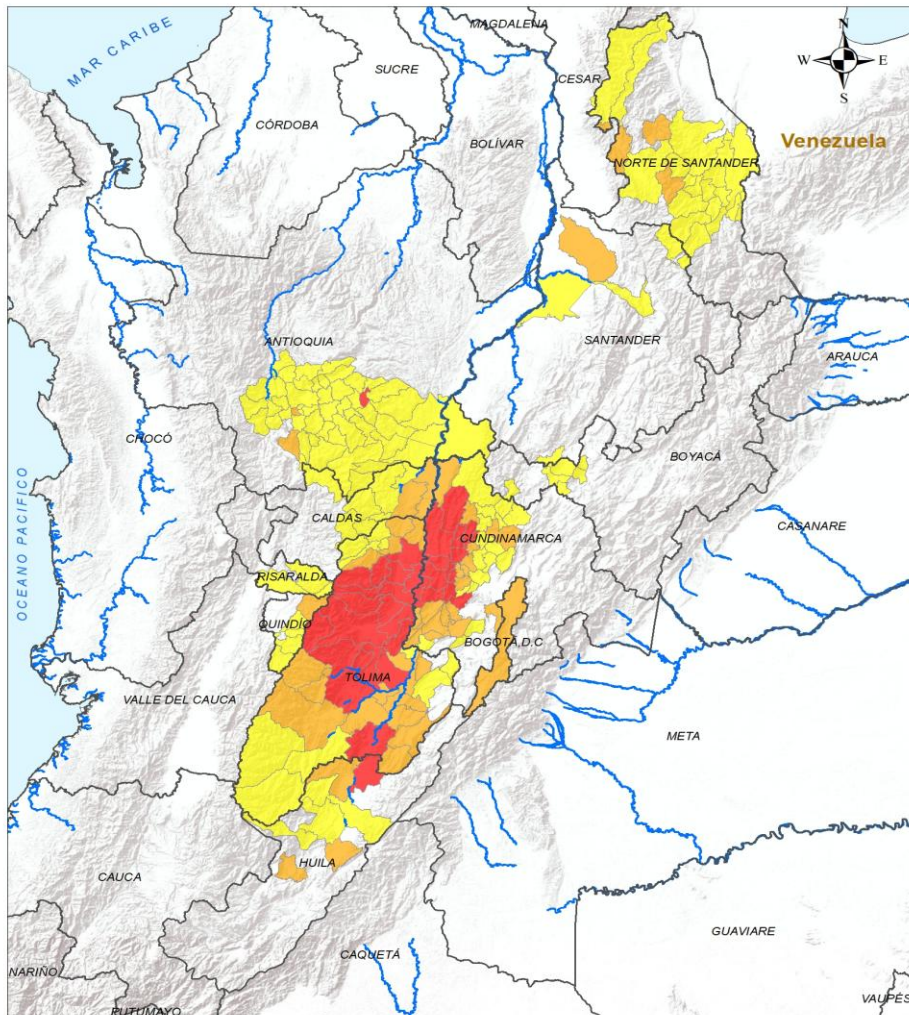 MAGDALENA
N
MAR CARIBE
W
E
SUCRE
CESAR
S
CÓRDOBA
BOLÍVAR
Venezuela
NORTE DE SANTANDER
ANTIOQUIA
SANTANDER
ARAUCA
CHOCÓ
BOYACÁ
OCEANO PACIFICO
CALDAS
CASANARE
CUNDINAMARCA
RISARALDA
QUINDÍO
BOGOTÁ, D.C
TOLIMA
VALLE DEL CAUCA
META
HUILA
CAUCA
GUAVIARE
CAQUETÁ
NARIÑO
PUTUMAYO
VAUPÉS